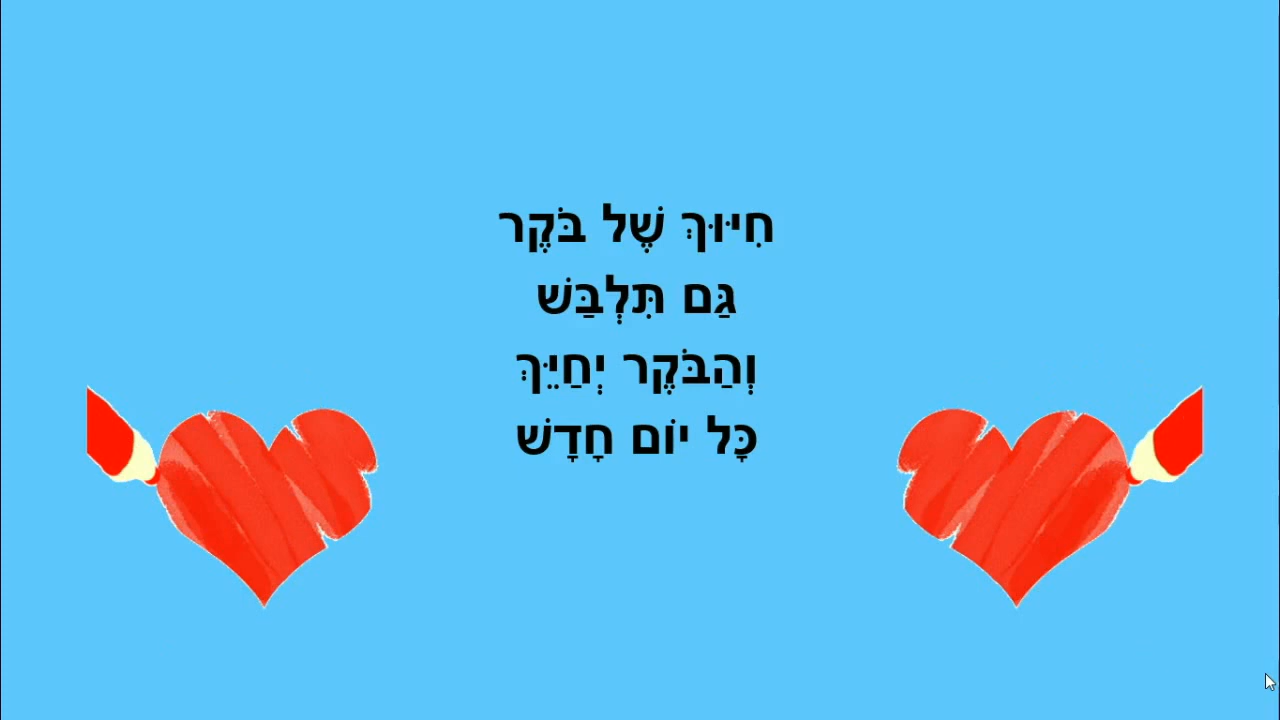 חִיּוּךְ שֶׁל בֹּקֶר
גַּם תִּלְבַּשׁ
וְהַבֹּקֶר יְחַיֵּךְ
כָּל יוֹם חָדָשׁ